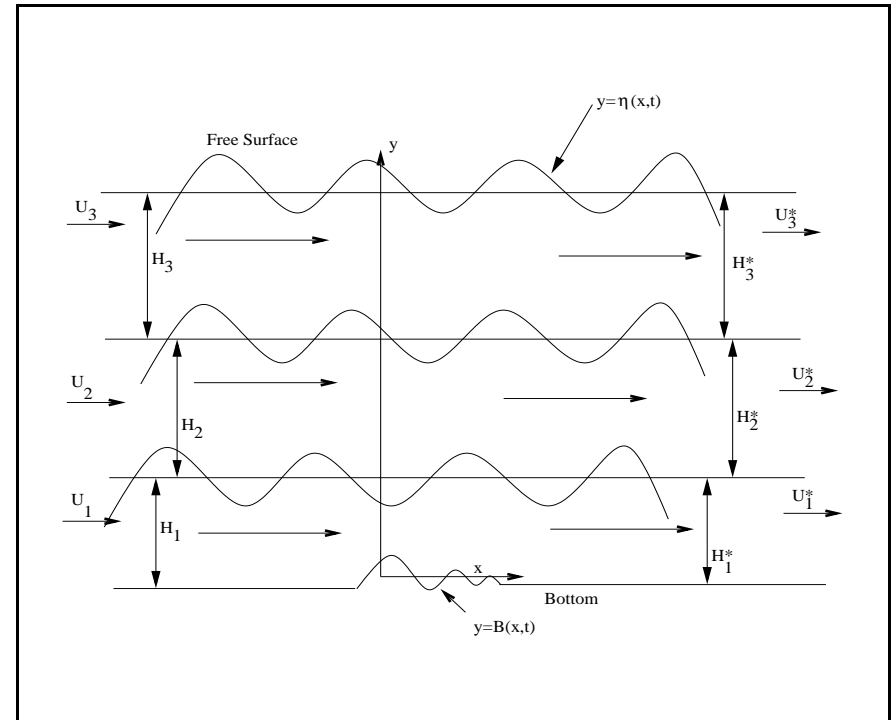 y=η(x,t)
Free Surface
y
U₃
U₃*
H₃
H₃*
U₂
U₂*
H₂
H₂*
U₁
U₁*
H₁
H₁*
x
Bottom
y=B(x,t)